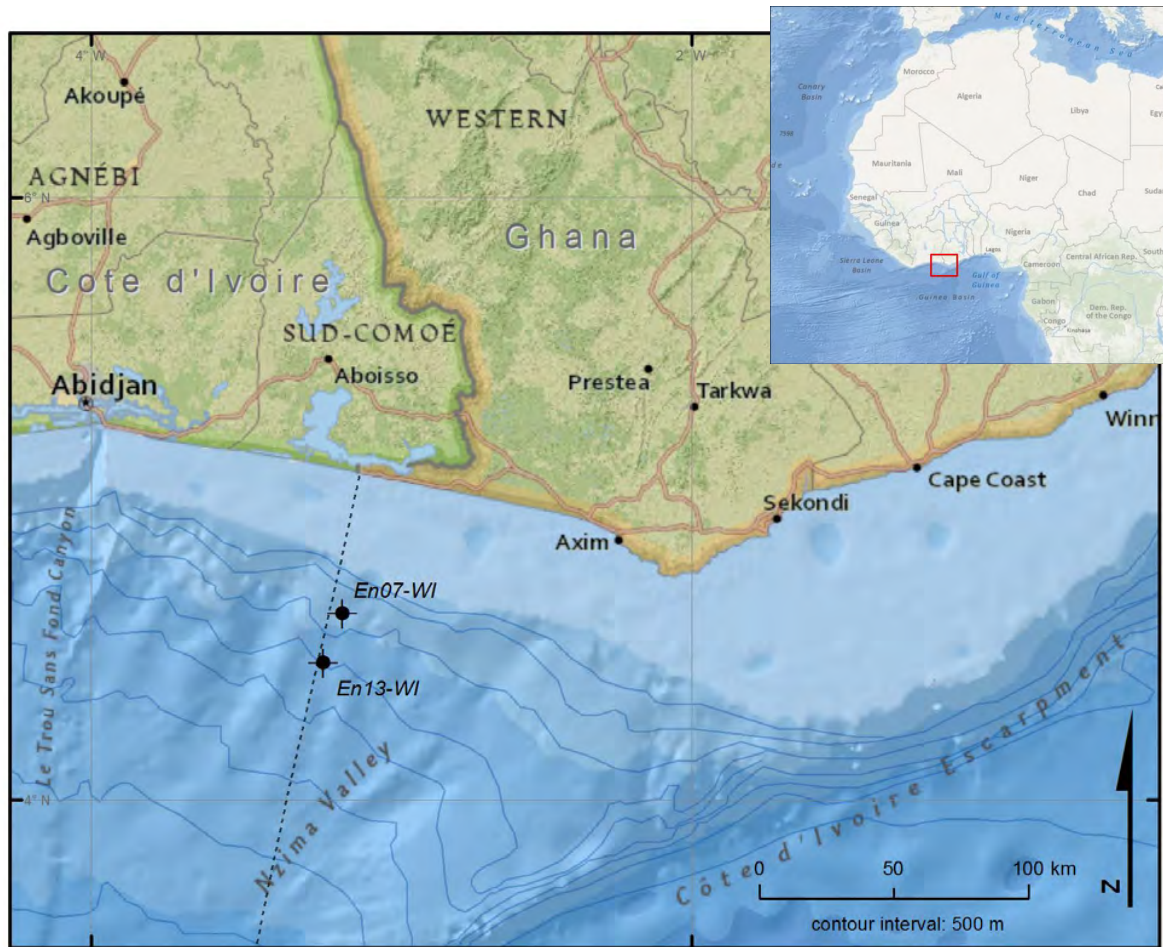 4° W
2° W
Akoupé
WESTERN
AGNÉBI
6° N
Agboville
Ghana
Cote d'Ivoire
SUD-COMOÉ
Aboisso
Prestea
Tarkwa
Abidjan
Winn
Cape Coast
Sekondi
Axim
Le Trou Sans Fond Canyon
En07-WI
En13-WI
Nzima Valley
4° N
Côte d'Ivoire Escarpment
0 50 100 km
contour interval: 500 m
N
Mediterranean Sea
Morocco
Canary
Basin
Algeria
Libya
Egy
Mauritania
Mali
Niger
Chad
Sudan
Senegal
Guinea
Nigeria
Lagos
Sierra Leone
Basin
Cameroon
Central African Rep.
South
Gulf of
Guinea
Guinea Basin
Gabon
Congo
Dem. Rep.
of the Congo
Kinshasa